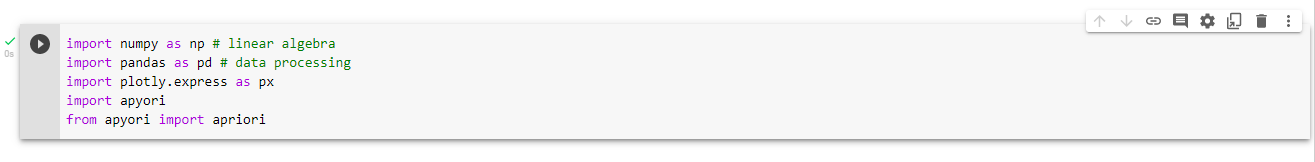 import numpy as np # linear algebra
0s
import pandas as pd # data processing
import plotly.express as px
import apyori
from apyori import apriori